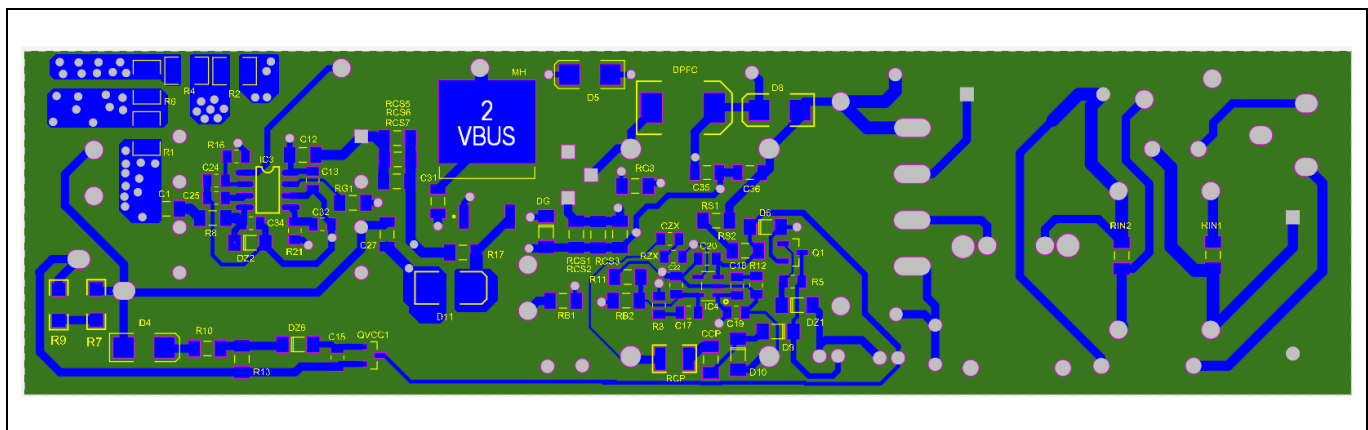 MH
DPFC
D8
D5
R4
R2
R6
RCS5
RCS6
RCS7
2
VBUS
R1
R16
C12
IC3
C24
C13
C31
RC3
C35
C36
C1
C25
RG1
DG
RS1
D6
R8
C34
C32
RS2
CZX
Q1
DZ2
R21
C27
R17
RCS1
RCS2
RCS3
RZX
C20
C18
R12
RIN2
RIN1
R11
R5
D11
RB1
RB2
IC4
R3
C17
C19
DZ1
R9
R7
D4
R10
DZ6
C15
QVCC1
CCP
D9
R13
RCP
D10